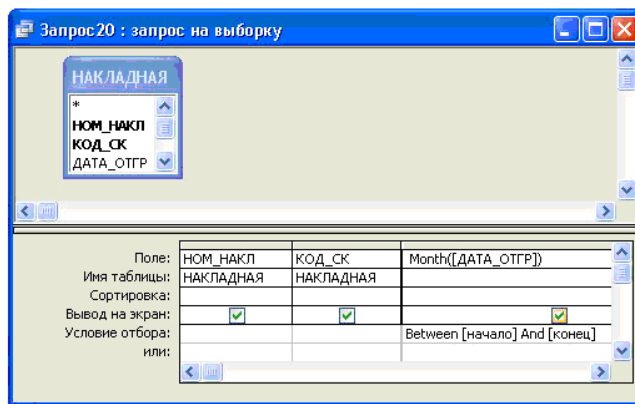 Запрос20 : запрос на выборку
НАКЛАДНАЯ
*
НОМ_НАКЛ
КОД_СК
ДАТА_ОТГР
Поле: НОМ_НАКЛ КОД_СК Month([ДАТА_ОТГР])
Имя таблицы: НАКЛАДНАЯ НАКЛАДНАЯ
Сортировка:
Вывод на экран:
Условие отбора: Between [начало] And [конец]
или: